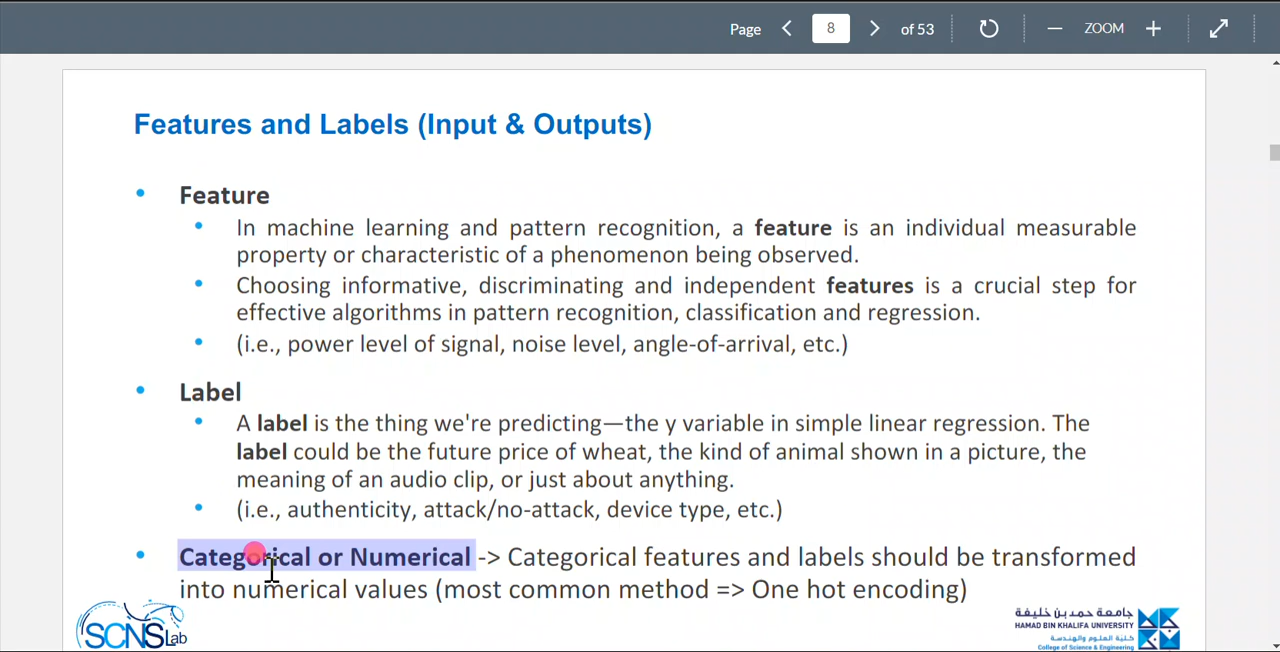 Page 8 of 53 ZOOM
Features and Labels (Input & Outputs)
• Feature
• In machine learning and pattern recognition, a feature is an individual measurable
property or characteristic of a phenomenon being observed.
• Choosing informative, discriminating and independent features is a crucial step for
effective algorithms in pattern recognition, classification and regression.
• (i.e., power level of signal, noise level, angle-of-arrival, etc.)
• Label
• A label is the thing we're predicting—the y variable in simple linear regression. The
label could be the future price of wheat, the kind of animal shown in a picture, the
meaning of an audio clip, or just about anything.
• (i.e., authenticity, attack/no-attack, device type, etc.)
• Categorical or Numerical -> Categorical features and labels should be transformed
into numerical values (most common method => One hot encoding)
SCNSLab
جامعة حمد بن خليفة
HAMAD BIN KHALIFA UNIVERSITY
كلية العلوم والهندسة
College of Science & Engineering